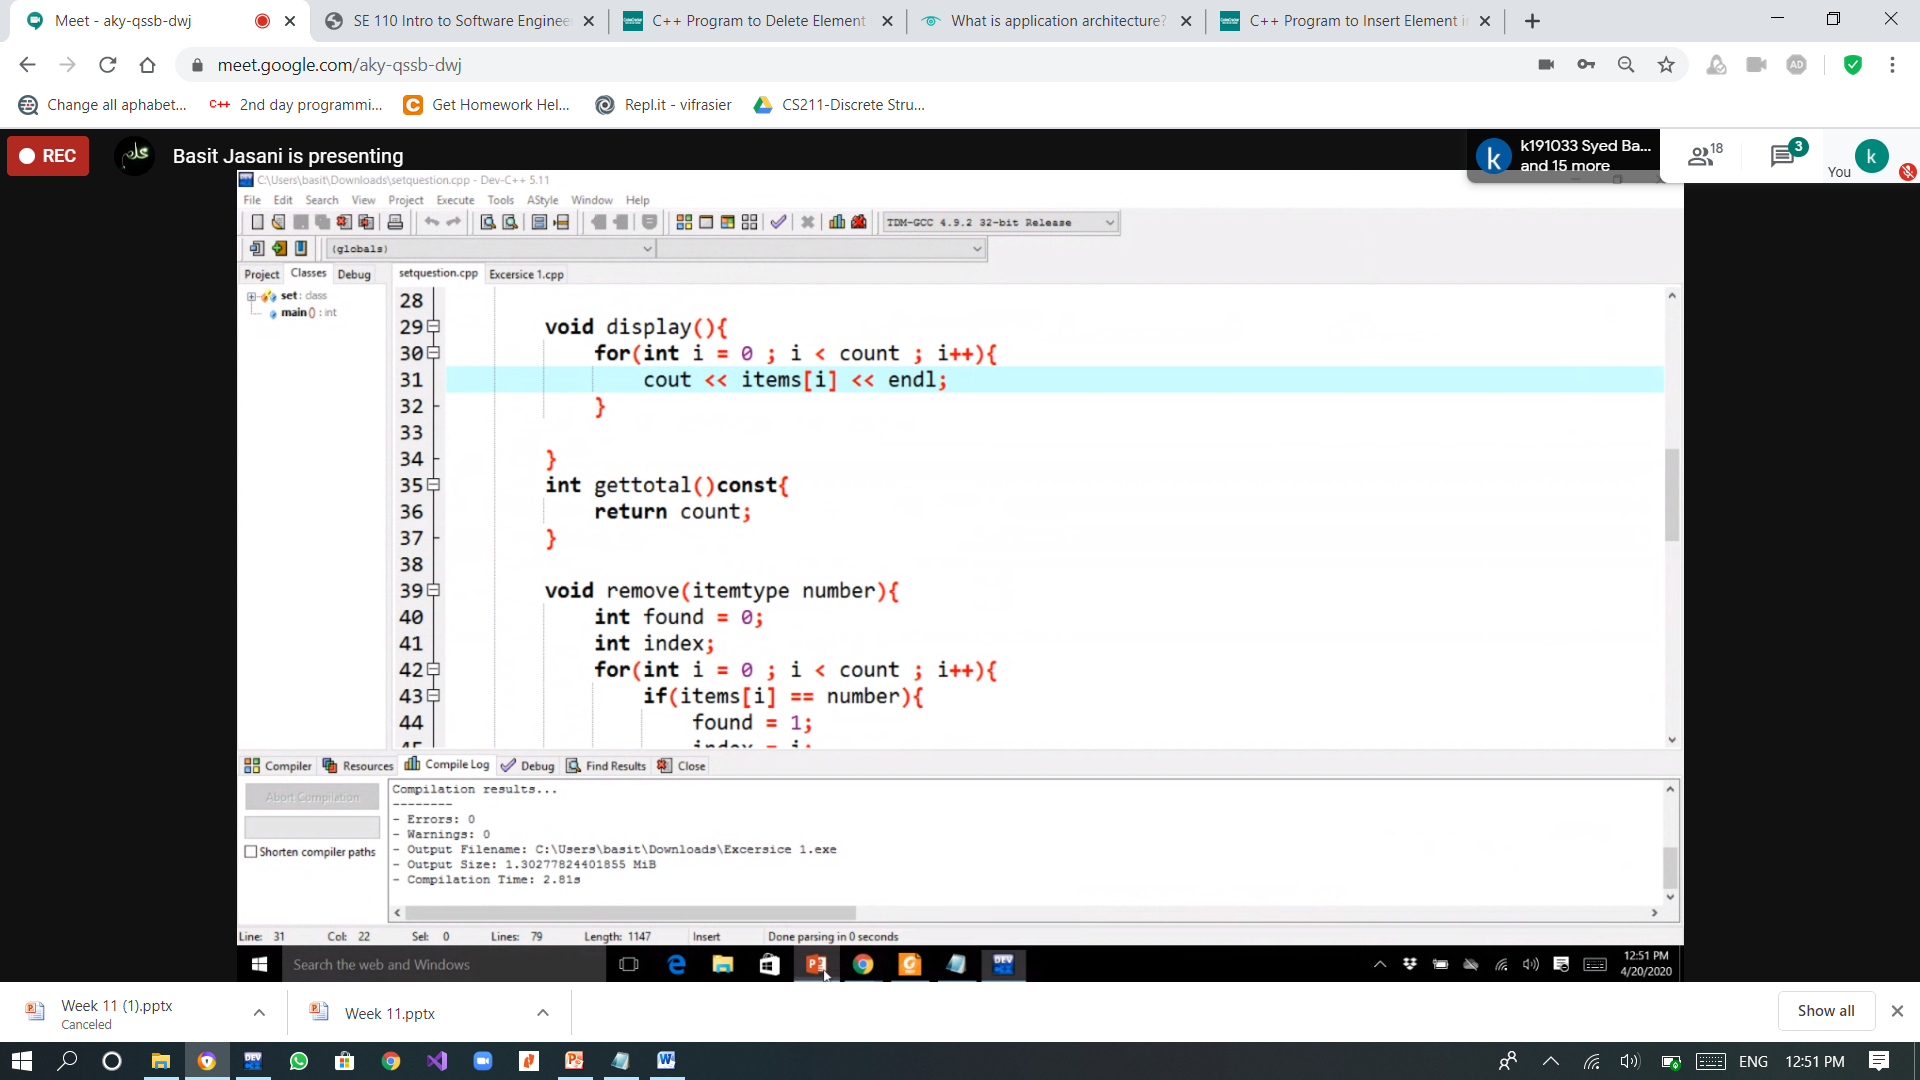 Meet - aky-qssb-dwj
SE 110 Intro to Software Enginee
C++ Program to Delete Element
What is application architecture?
C++ Program to Insert Element i
meet.google.com/aky-qssb-dwj
Change all aphabet...
C++ 2nd day programmi...
Get Homework Hel...
Repl.it - vifrasier
CS211-Discrete Stru...
REC
Basit Jasani is presenting
k191033 Syed Ba...
and 15 more
18
3
You
k
k
C:\Users\basit\Downloads\setquestion.cpp - Dev-C++ 5.11
File Edit Search View Project Execute Tools AStyle Window Help
TDM-GCC 4.9.2 32-bit Release
(globals)
Project Classes Debug
setquestion.cpp Excersice 1.cpp
set : class
main() : int
28
29 void display(){
30 for(int i = 0 ; i < count ; i++){
31 cout << items[i] << endl;
32 }
33
34 }
35 int gettotal()const{
36 return count;
37 }
38
39 void remove(itemtype number){
40 int found = 0;
41 int index;
42 for(int i = 0 ; i < count ; i++){
43 if(items[i] == number){
44 found = 1;
45 index = i;
Compiler Resources Compile Log Debug Find Results Close
Abort Compilation
Shorten compiler paths
Compilation results...
--------
- Errors: 0
- Warnings: 0
- Output Filename: C:\Users\basit\Downloads\Excersice 1.exe
- Output Size: 1.30277824401855 MiB
- Compilation Time: 2.81s
Line: 31 Col: 22 Sel: 0 Lines: 79 Length: 1147 Insert Done parsing in 0 seconds
Search the web and Windows
DEV
12:51 PM
4/20/2020
Week 11 (1).pptx
Canceled
Week 11.pptx
Show all
DEV
ENG
12:51 PM